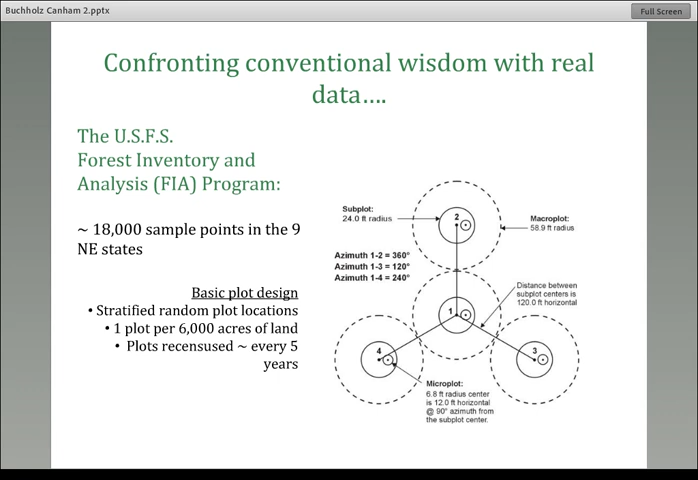 Buchholz Canham 2.pptx
Full Screen
Confronting conventional wisdom with real
data....
The U.S.F.S.
Forest Inventory and
Analysis (FIA) Program:
~ 18,000 sample points in the 9
NE states
Basic plot design
• Stratified random plot locations
• 1 plot per 6,000 acres of land
• Plots recensused ~ every 5
years
Subplot:
24.0 ft radius
2
Macroplot:
58.9 ft radius
Azimuth 1-2 = 360°
Azimuth 1-3 = 120°
Azimuth 1-4 = 240°
Distance between
subplot centers is
120.0 ft horizontal
1
4
3
Microplot:
6.8 ft radius center
is 12.0 ft horizontal
@ 90° azimuth from
the subplot center.